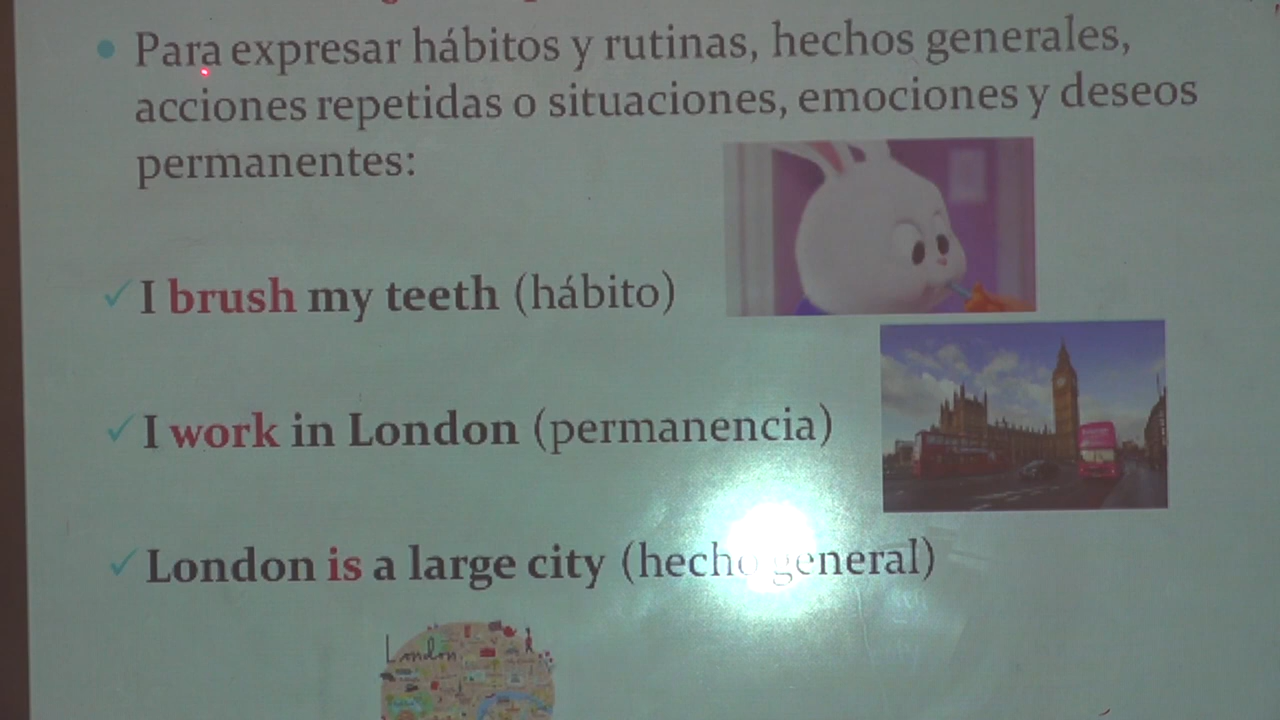 Para expresar hábitos y rutinas, hechos generales,
acciones repetidas o situaciones, emociones y deseos
permanentes:
I brush my teeth (hábito)
I work in London (permanencia)
London is a large city (hecho general)
London